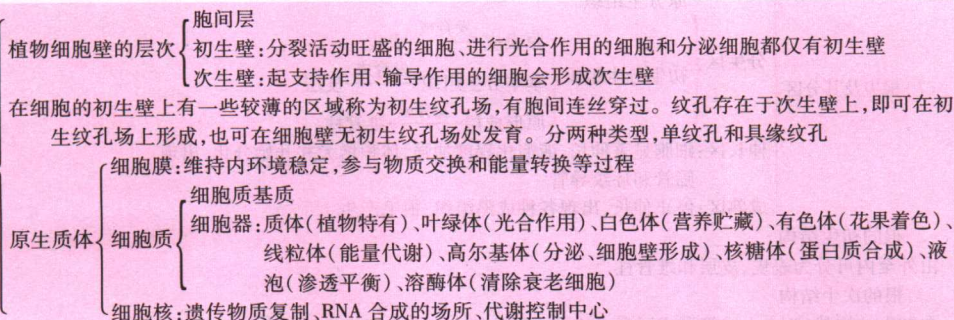 胞间层
植物细胞壁的层次 初生壁:分裂活动旺盛的细胞、进行光合作用的细胞和分泌细胞都仅有初生壁
次生壁:起支持作用、输导作用的细胞会形成次生壁
在细胞的初生壁上有一些较薄的区域称为初生纹孔场,有胞间连丝穿过。纹孔存在于次生壁上,即可在初
生纹孔场上形成,也可在细胞壁无初生纹孔场处发育。分两种类型,单纹孔和具缘纹孔
细胞膜:维持内环境稳定,参与物质交换和能量转换等过程
细胞质基质
原生质体 细胞质 细胞器:质体(植物特有)、叶绿体(光合作用)、白色体(营养贮藏)、有色体(花果着色)、
线粒体(能量代谢)、高尔基体(分泌、细胞壁形成)、核糖体(蛋白质合成)、液
泡(渗透平衡)、溶酶体(清除衰老细胞)
细胞核:遗传物质复制、RNA 合成的场所、代谢控制中心